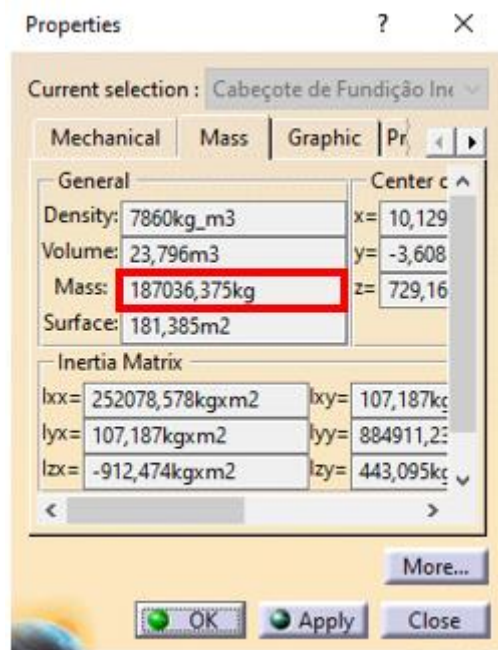 Properties ? ×
Current selection : Cabeçote de Fundição Ine
Mechanical Mass Graphic Pr
General Center c
Density: 7860kg_m3 x= 10,129
Volume: 23,796m3 y= -3,608
Mass: 187036,375kg z= 729,16
Surface: 181,385m2
Inertia Matrix
Ixx= 252078,578kgxm2 Ixy= 107,187kg
Iyx= 107,187kgxm2 Iyy= 884911,23
Izx= -912,474kgxm2 Izy= 443,095kg
More...
OK Apply Close